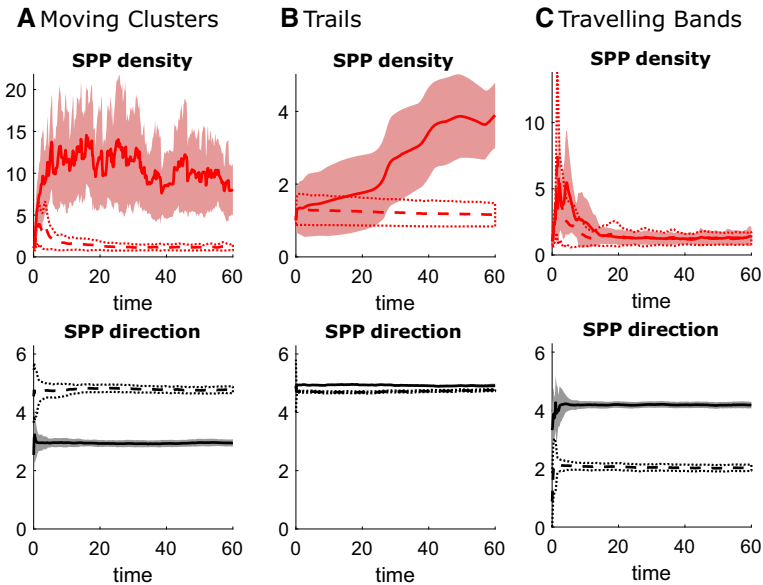 A Moving Clusters
B Trails
C Travelling Bands
SPP density
SPP density
SPP density
20
15
10
5
0
0 20 40 60
time
4
2
0
0 20 40 60
time
10
5
0
0 20 40 60
time
SPP direction
SPP direction
SPP direction
6
4
2
0
0 20 40 60
time
6
4
2
0
0 20 40 60
time
6
4
2
0
0 20 40 60
time